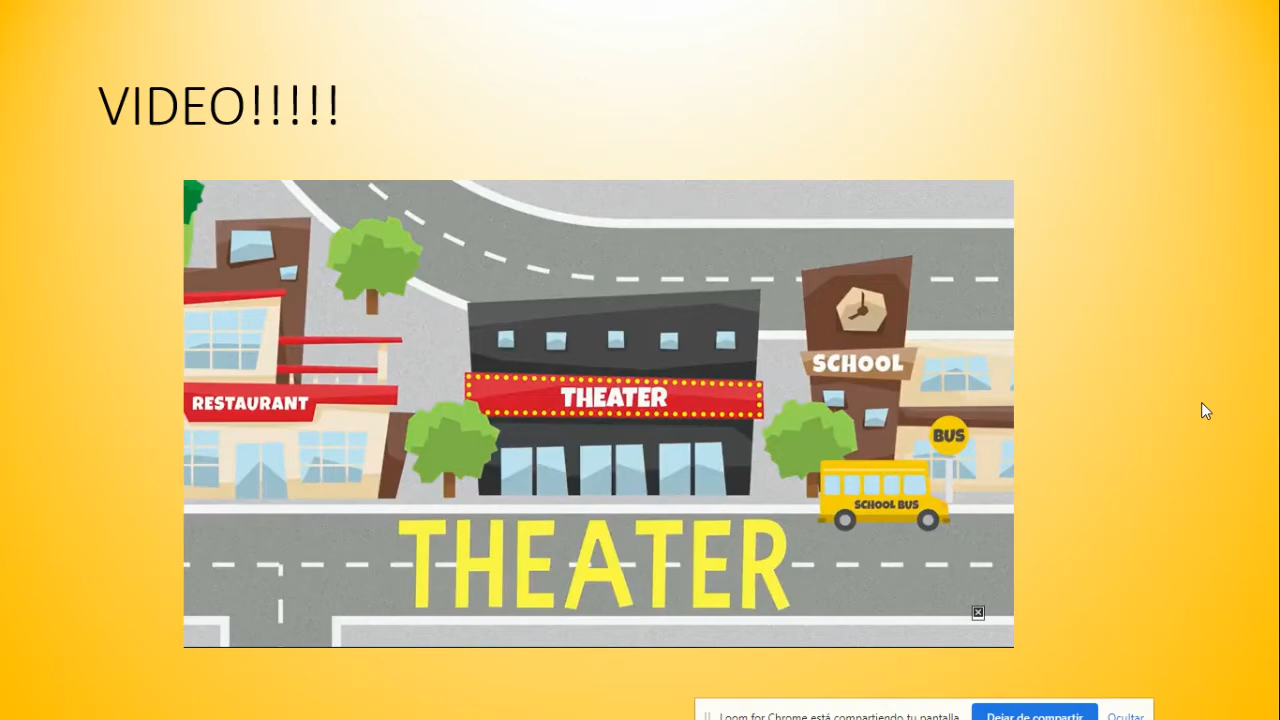 VIDEO!!!!!
RESTAURANT
THEATER
SCHOOL
BUS
SCHOOL BUS
THEATER
Loom for Chrome está compartiendo tu pantalla.
Dejar de compartir
Ocultar